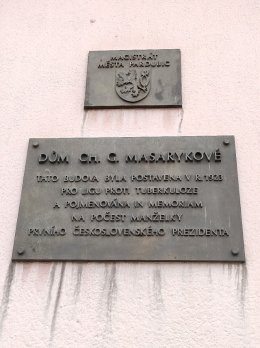 MAGISTRÁT
MĚSTA PARDUBIC
DŮM CH. G. MASARYKOVÉ
TATO BUDOVA BYLA POSTAVENA V R. 1923
PRO LIGU PROTI TUBERKULOZE
A POJMENOVÁNA IN MEMORIAM
NA POČEST MANŽELKY
PRVNÍHO ČESKOSLOVENSKÉHO PREZIDENTA